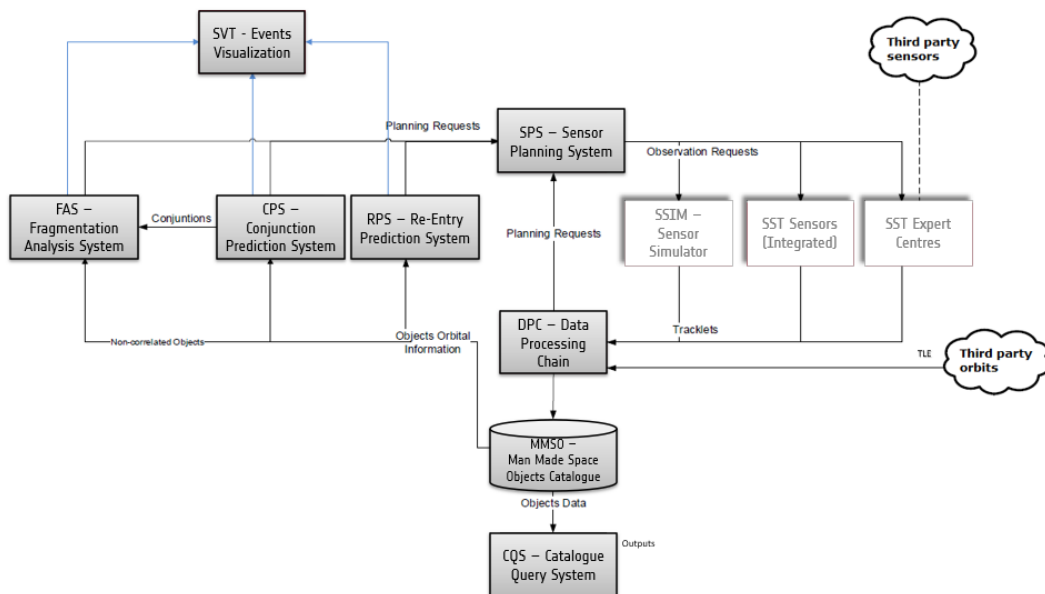 SVT - Events
Visualization
Third party
sensors
Planning Requests
SPS – Sensor
Planning System
Observation Requests
FAS –
Fragmentation
Analysis System
Conjuntions
CPS –
Conjunction
Prediction System
RPS – Re-Entry
Prediction System
Planning Requests
SSIM –
Sensor
Simulator
SST Sensors
(Integrated)
SST Expert
Centres
Non-correlated Objects
Objects Orbital
Information
DPC – Data
Processing
Chain
Tracklets
TLE
Third party
orbits
MMSO –
Man Made Space
Objects Catalogue
Objects Data
CQS – Catalogue
Query System
Outputs